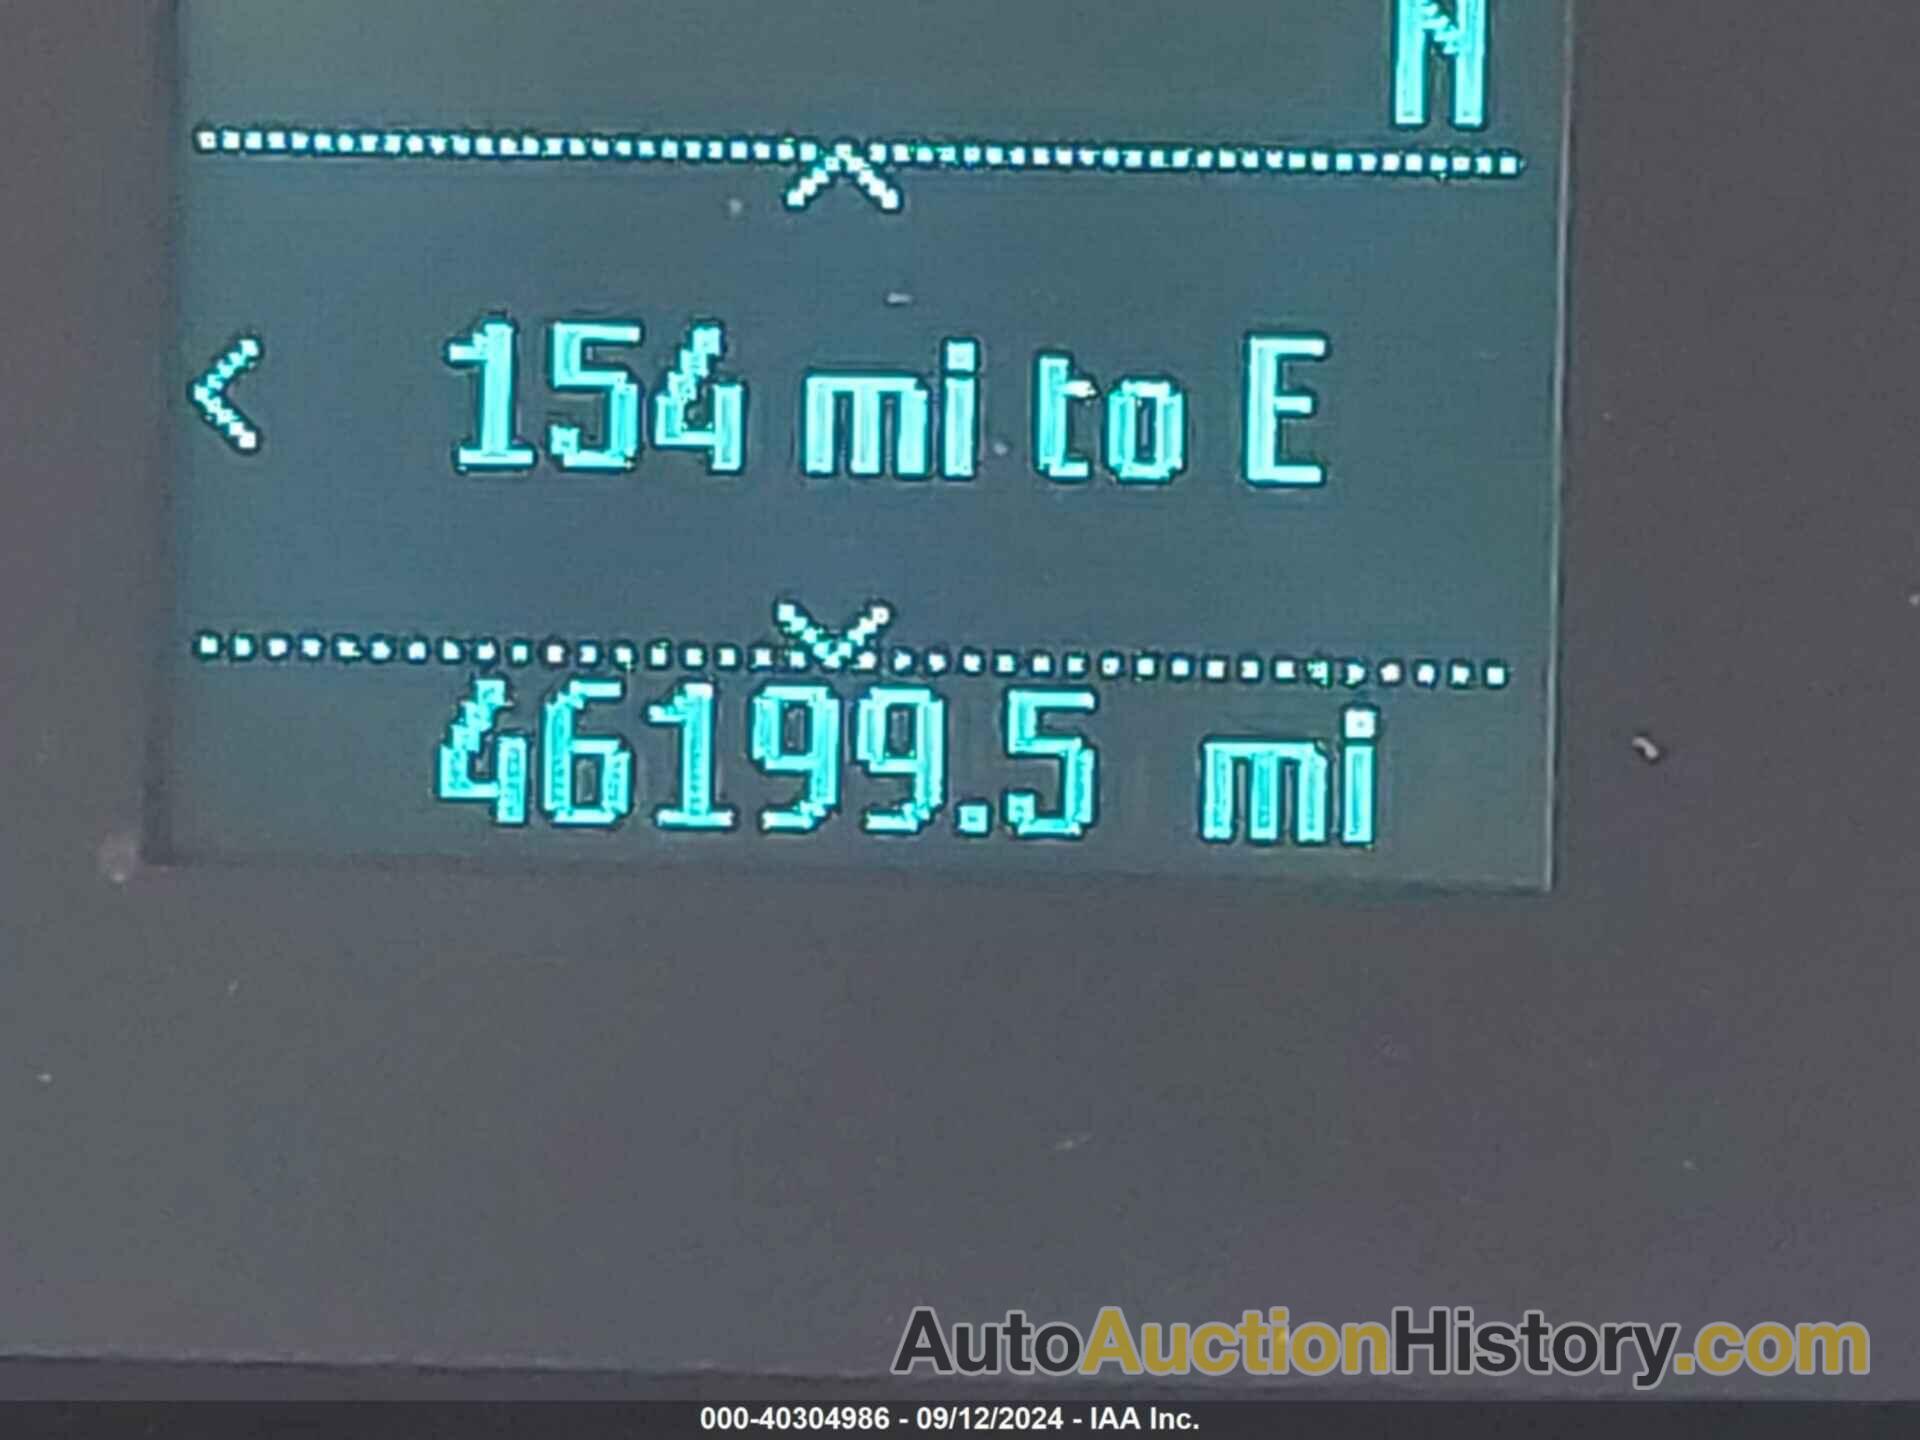 N
< 154 mi to E
46199.5 mi
AutoAuctionHistory.com
000-40304986 - 09/12/2024 - IAA Inc.